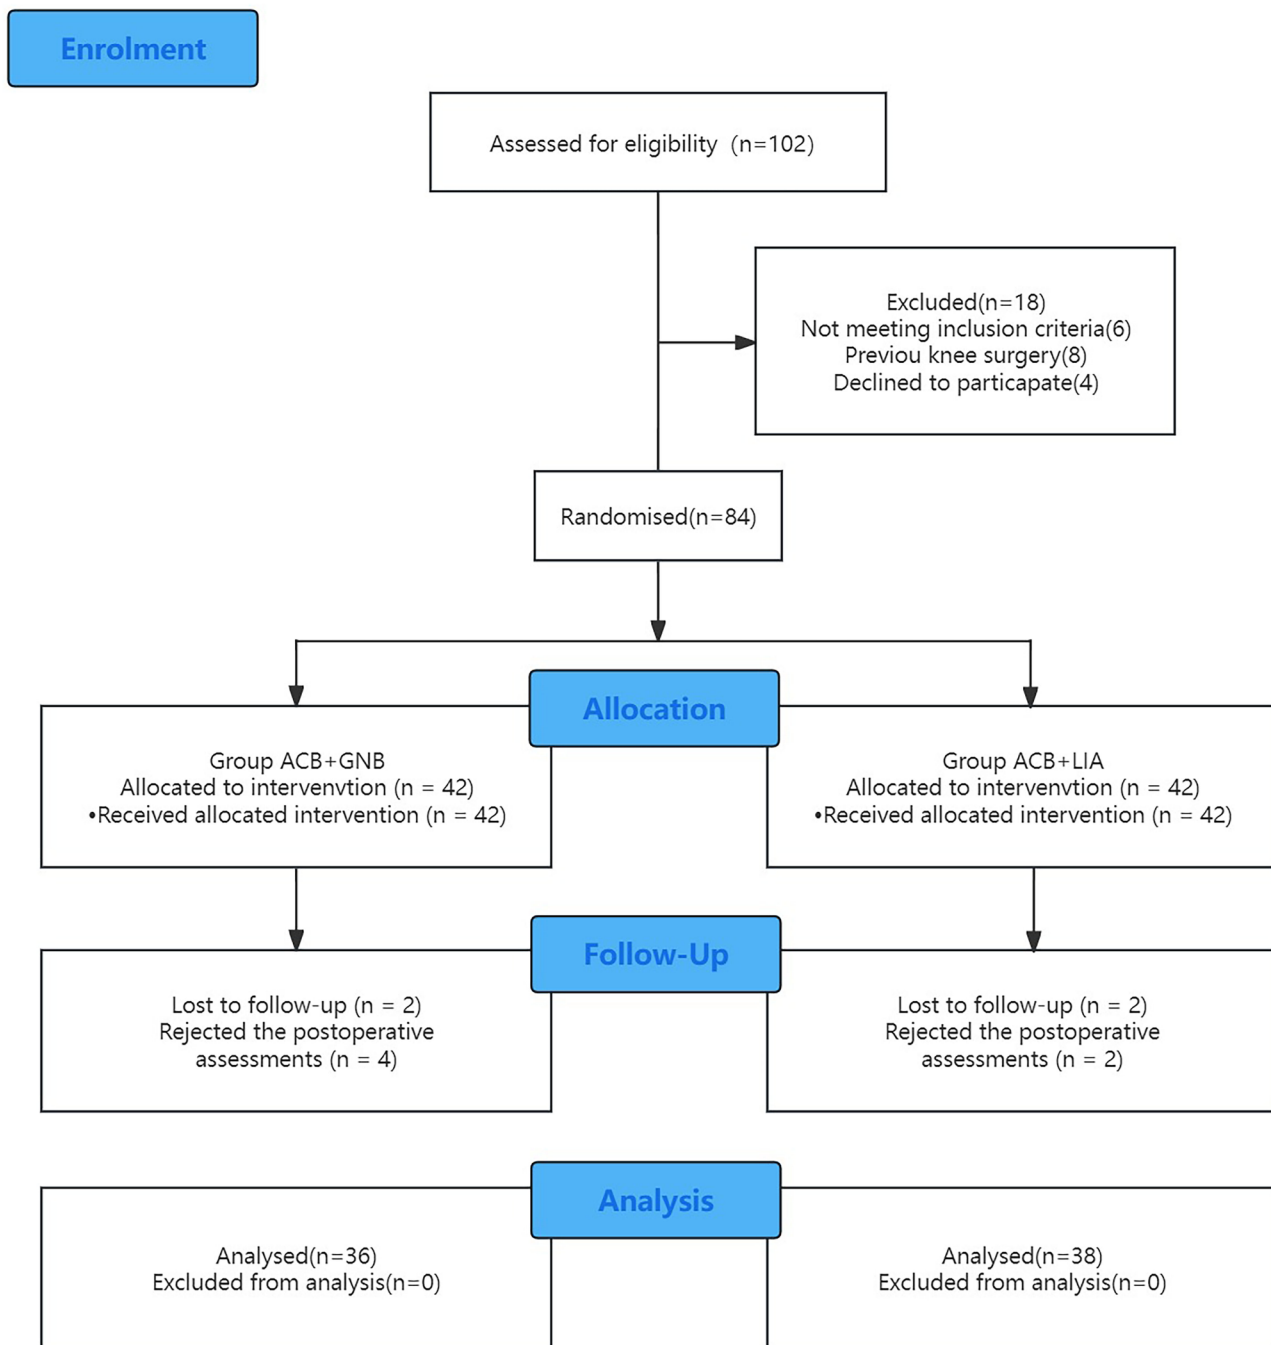 Enrolment
Assessed for eligibility (n=102)
Excluded(n=18)
Not meeting inclusion criteria(6)
Previou knee surgery(8)
Declined to particapate(4)
Randomised(n=84)
Allocation
Group ACB+GNB
Allocated to intervenvtion (n = 42)
•Received allocated intervention (n = 42)
Group ACB+LIA
Allocated to intervenvtion (n = 42)
•Received allocated intervention (n = 42)
Follow-Up
Lost to follow-up (n = 2)
Rejected the postoperative
assessments (n = 4)
Lost to follow-up (n = 2)
Rejected the postoperative
assessments (n = 2)
Analysis
Analysed(n=36)
Excluded from analysis(n=0)
Analysed(n=38)
Excluded from analysis(n=0)